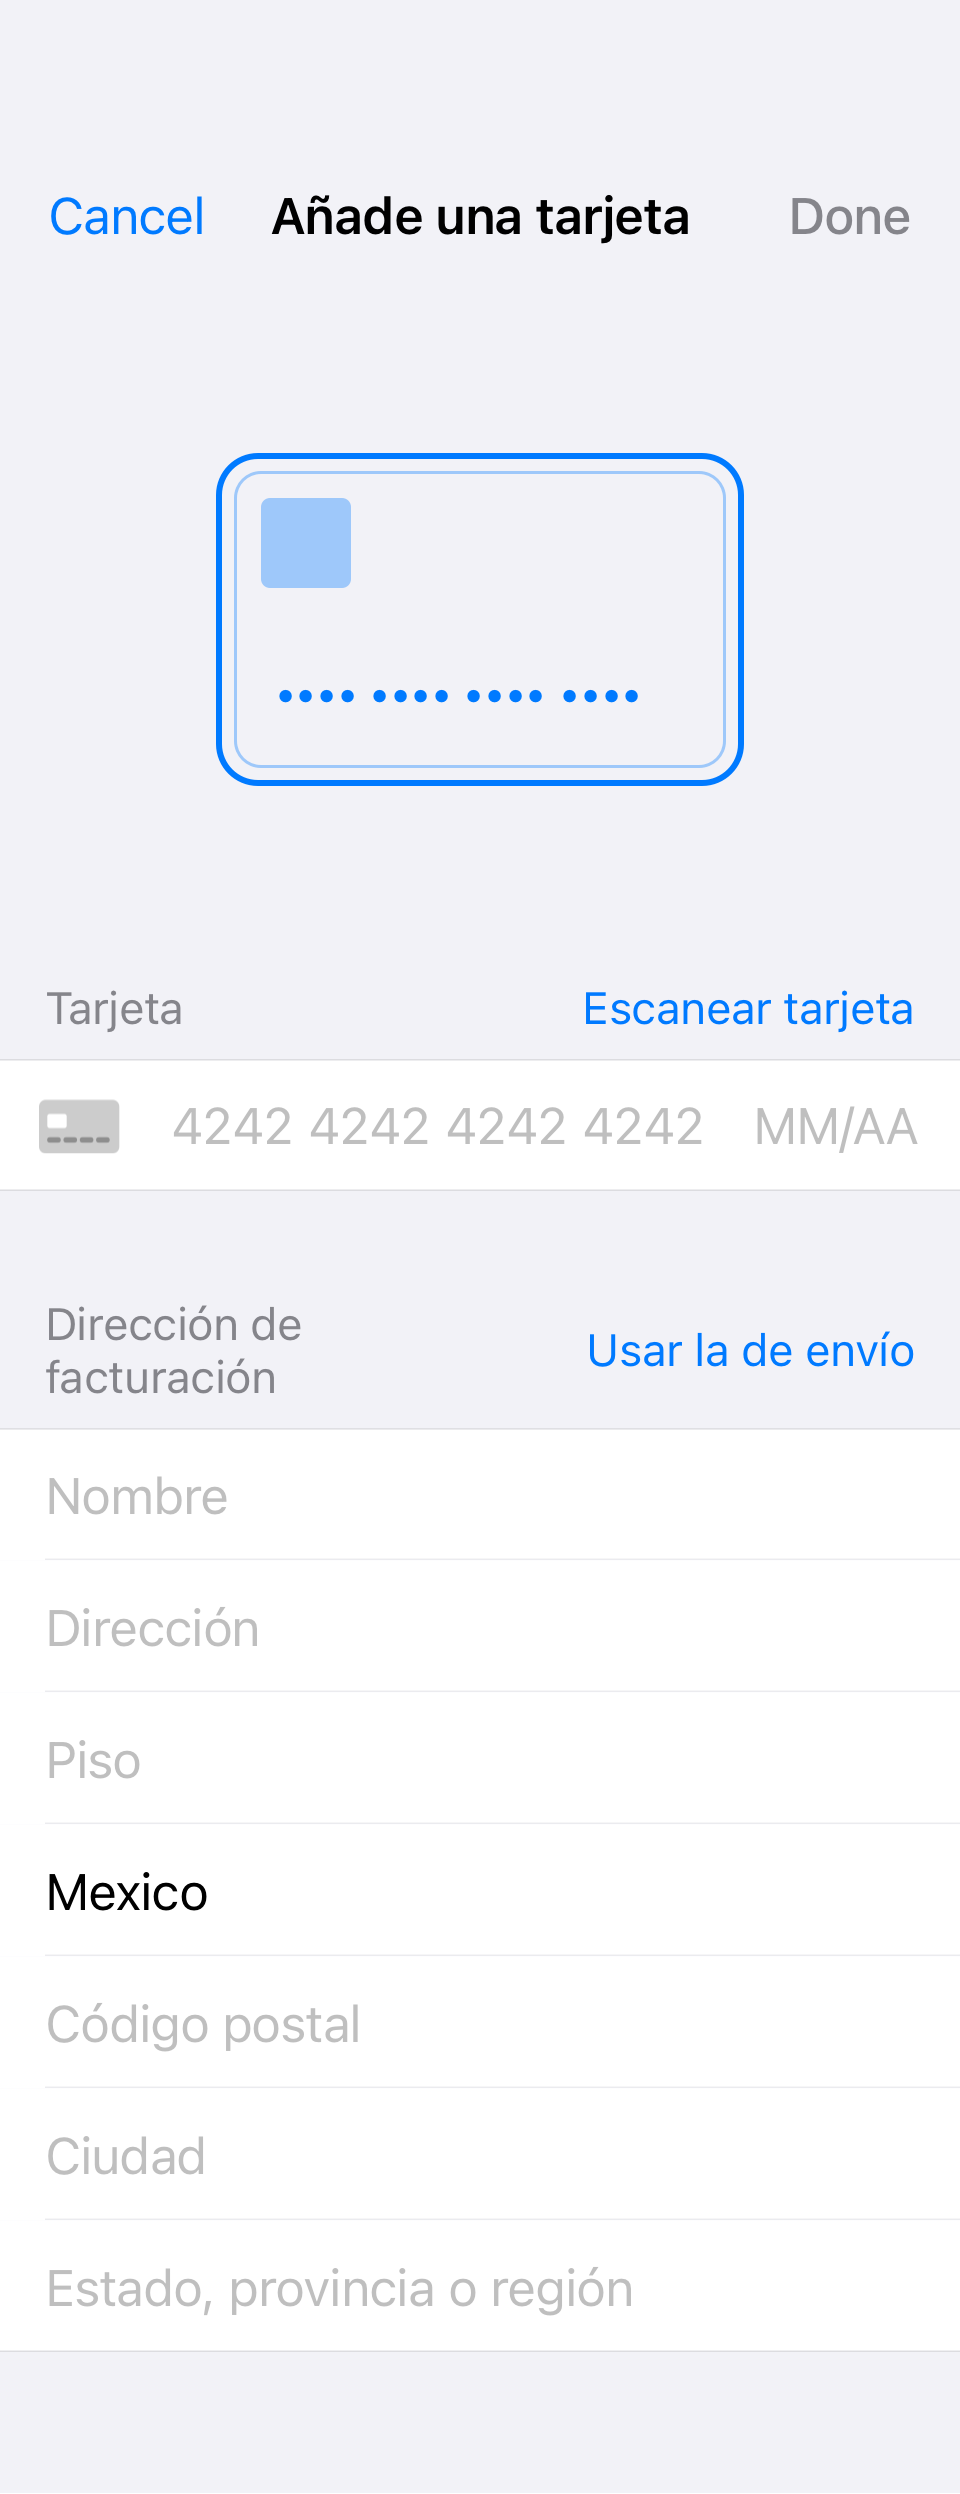 Cancel Añade una tarjeta Done
•••• •••• •••• ••••
Tarjeta Escanear tarjeta
4242 4242 4242 4242 MM/AA
Dirección de
facturación
Usar la de envío
Nombre
Dirección
Piso
Mexico
Código postal
Ciudad
Estado, provincia o región